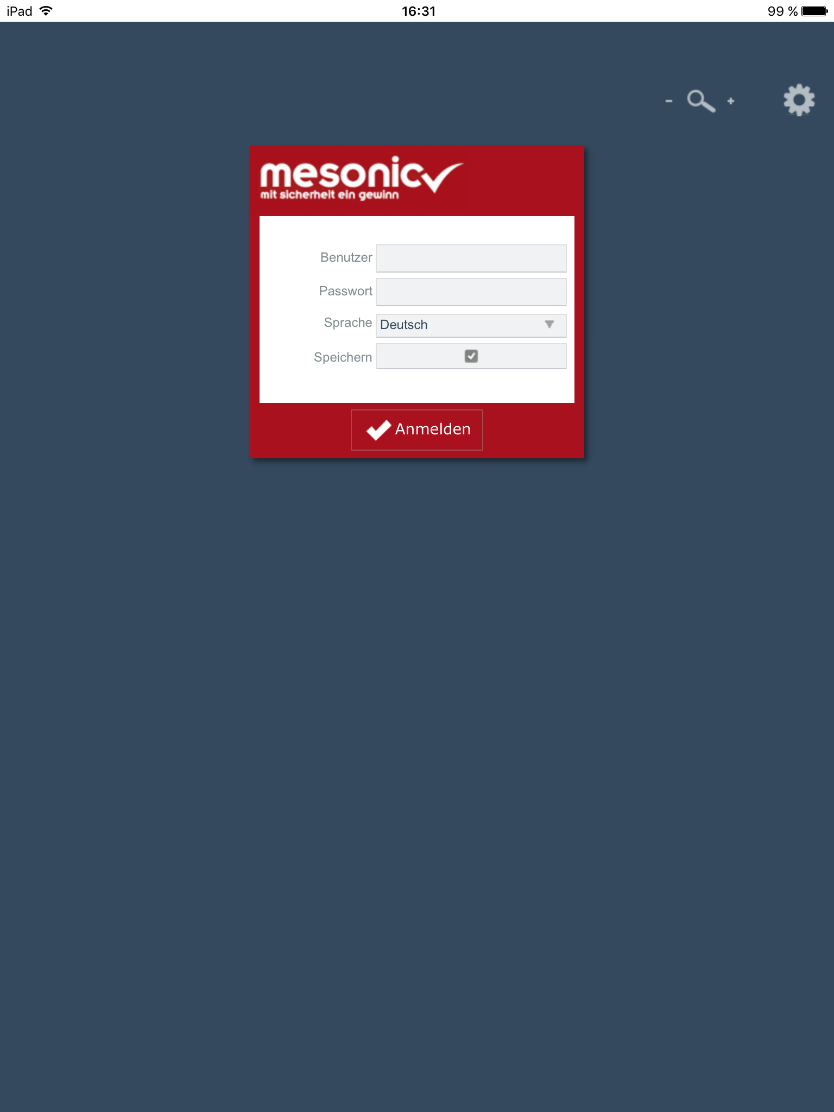 iPad 16:31 99 %
- +
mesonic
mit sicherheit ein gewinn
Benutzer
Passwort
Sprache Deutsch
Speichern
Anmelden